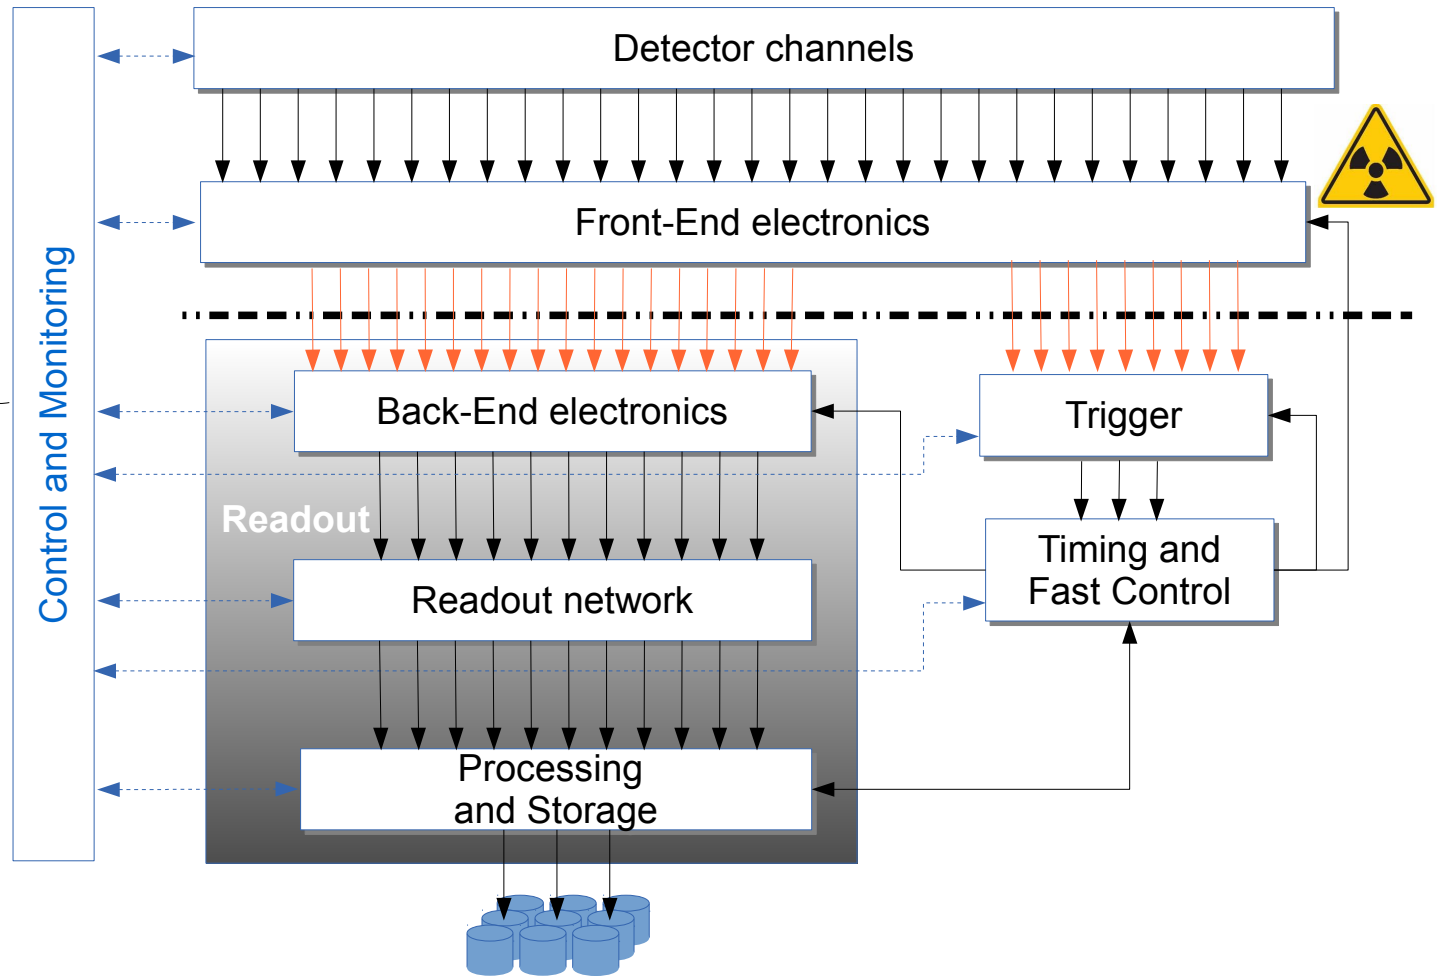 Detector channels
Front-End electronics
Control and Monitoring
Back-End electronics
Trigger
Readout
Timing and
Fast Control
Readout network
Processing
and Storage